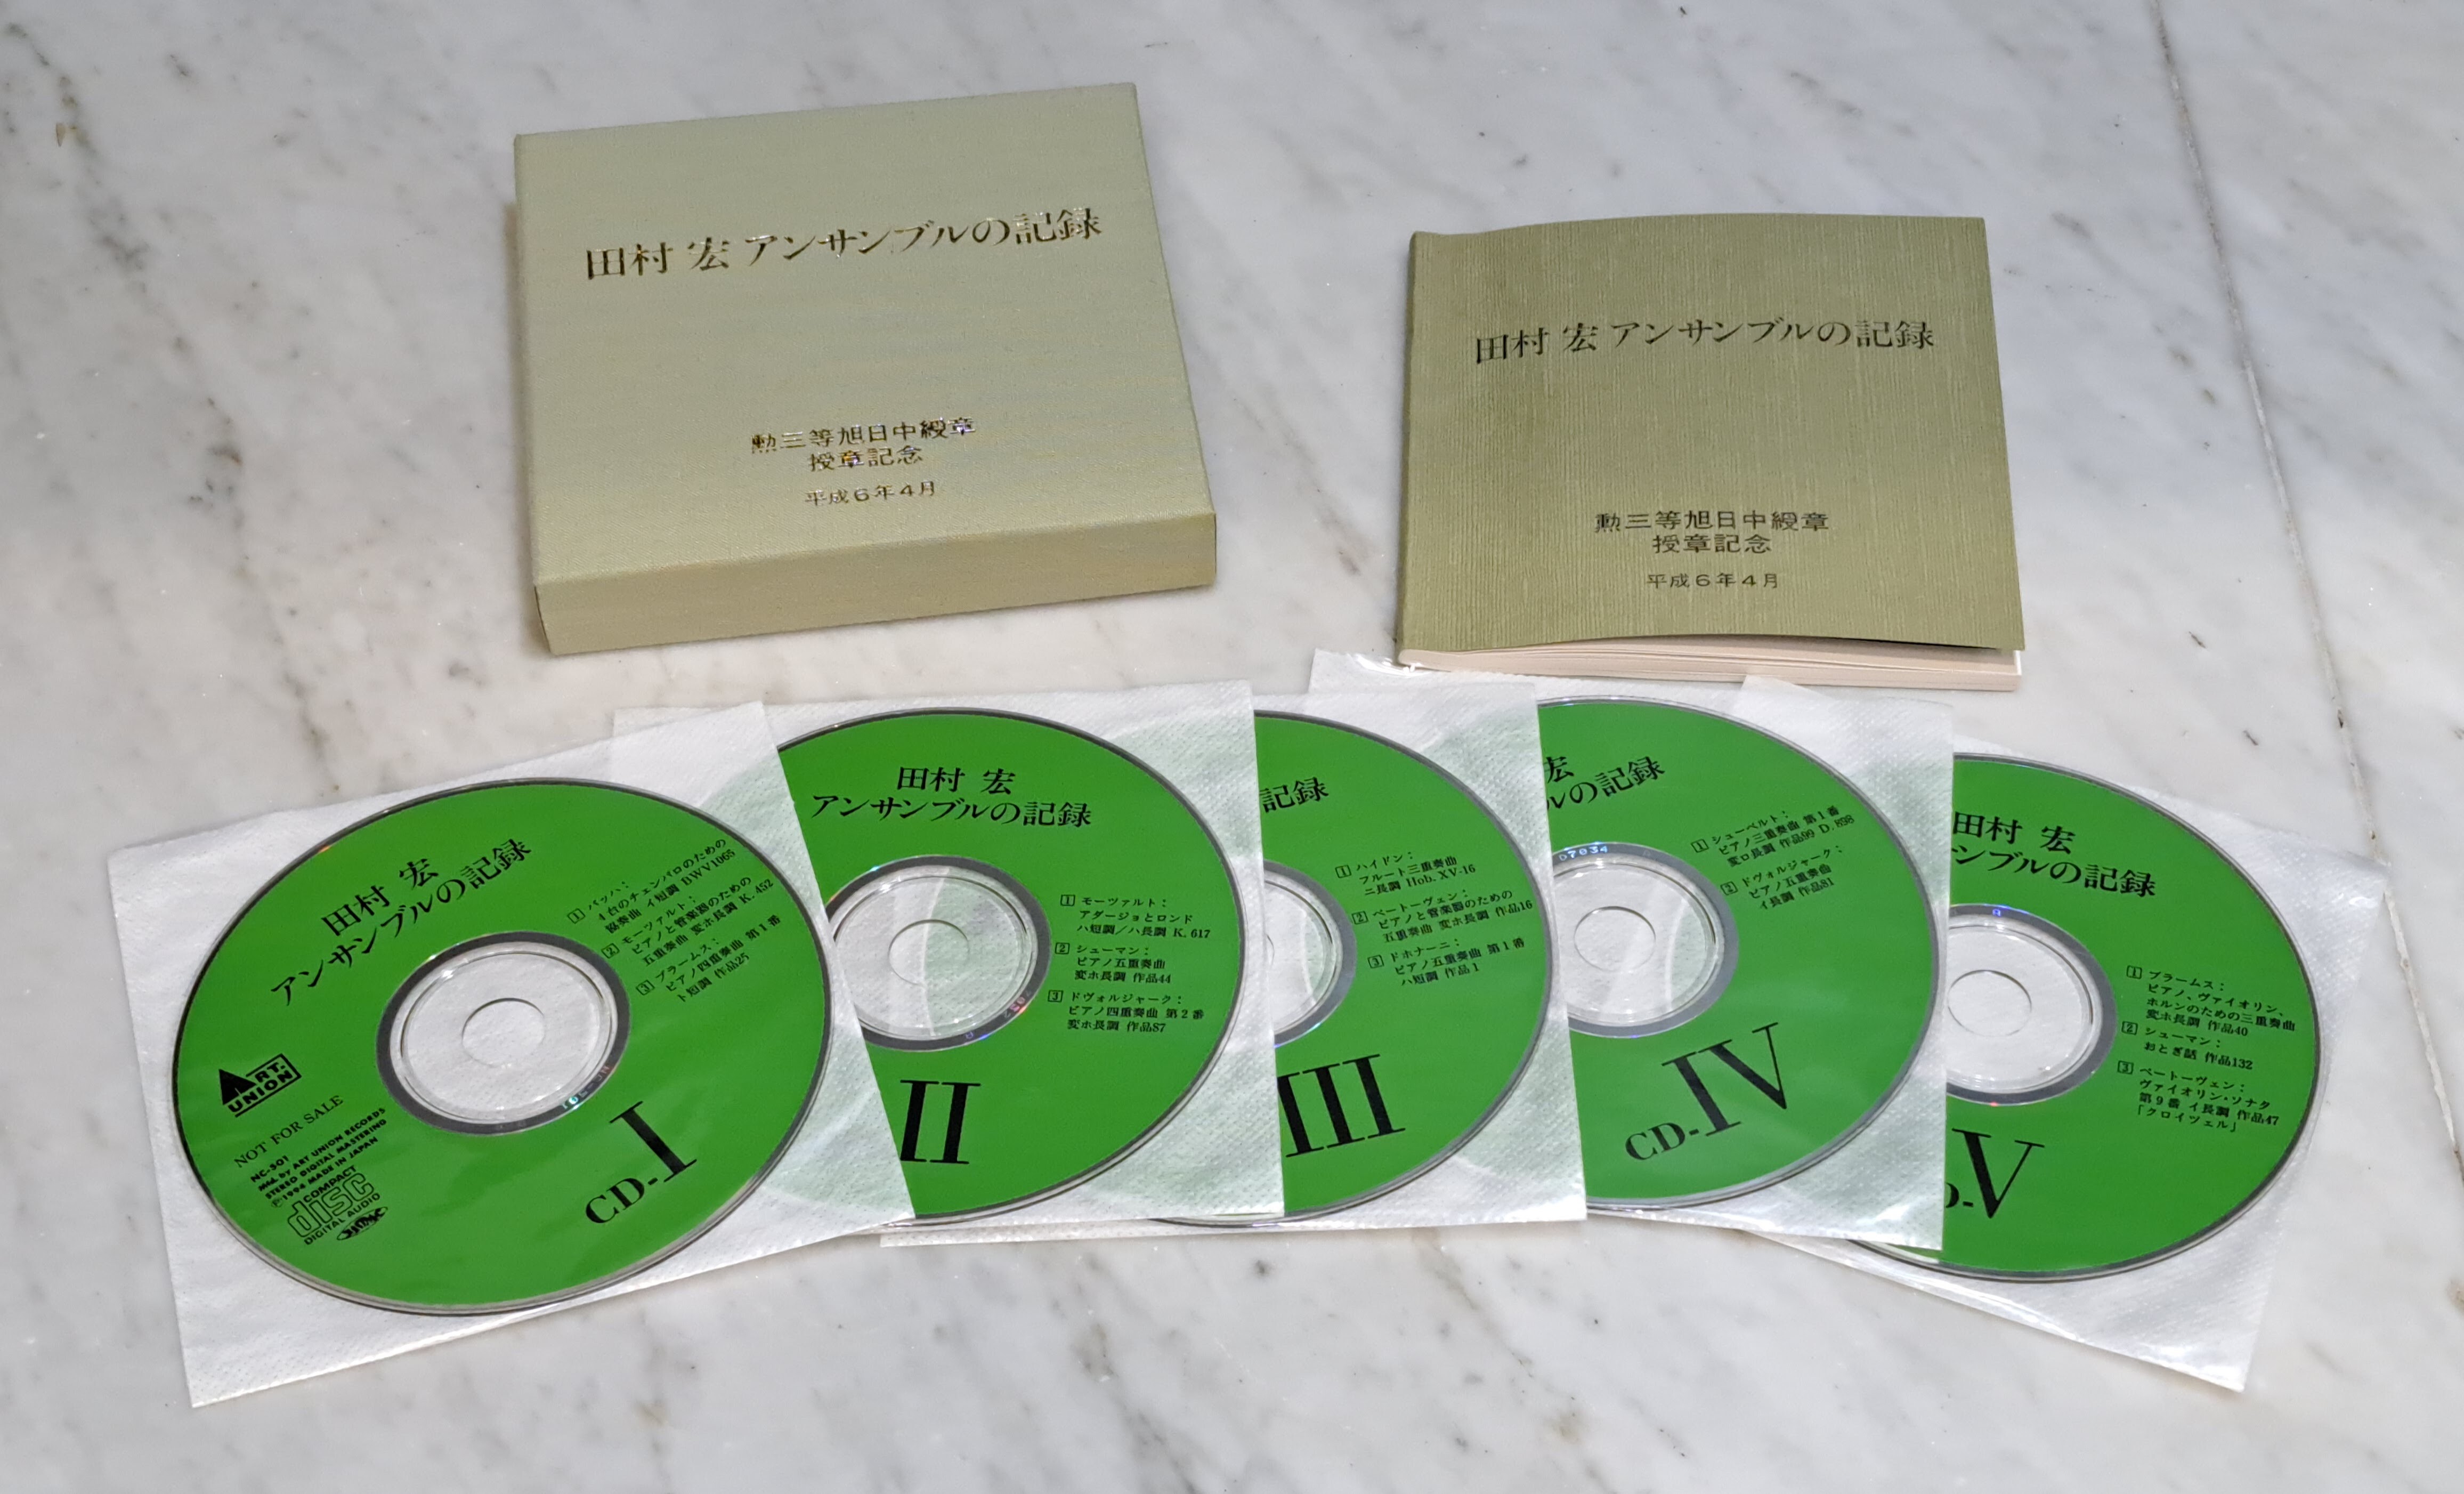 田村 宏 アンサンブルの記録
勲三等旭日中綬章
授章記念
平成6年4月
田村 宏 アンサンブルの記録
勲三等旭日中綬章
授章記念
平成6年4月
田村 宏
アンサンブルの記録
1 バッハ：
4台のチェンバロのための
協奏曲 イ短調 BWV1065
2 モーツァルト：
ピアノと管楽器のための
五重奏曲 変ホ長調 K. 452
3 ブラームス：
ピアノ四重奏曲 第1番
ト短調 作品25
ART UNION
NOT FOR SALE
NC-501
Mfd. by ART UNION RECORDS
STEREO DIGITAL MASTERING
℗1994 MADE IN JAPAN
COMPACT
disc
DIGITAL AUDIO
CD-I
田村 宏
アンサンブルの記録
1 モーツァルト：
アダージョとロンド
ハ短調／ハ長調 K. 617
2 シューマン：
ピアノ五重奏曲
変ホ長調 作品44
3 ドヴォルジャーク：
ピアノ四重奏曲 第2番
変ホ長調 作品87
II
記録
1 ハイドン：
フルート三重奏曲
ニ長調 Hob. XV-16
2 ベートーヴェン：
ピアノと管楽器のための
五重奏曲 変ホ長調 作品16
3 ドホナーニ：
ピアノ五重奏曲 第1番
ハ短調 作品1
III
宏
ルの記録
1 シューベルト：
ピアノ三重奏曲 第1番
変ロ長調 作品99 D. 898
2 ドヴォルジャーク：
ピアノ五重奏曲
イ長調 作品81
CD-IV
田村 宏
ンブルの記録
1 ブラームス：
ピアノ、ヴァイオリン、
ホルンのための三重奏曲
変ホ長調 作品40
2 シューマン：
おとぎ話 作品132
3 ベートーヴェン：
ヴァイオリン・ソナタ
第9番 イ長調 作品47
「クロイツェル」
-V